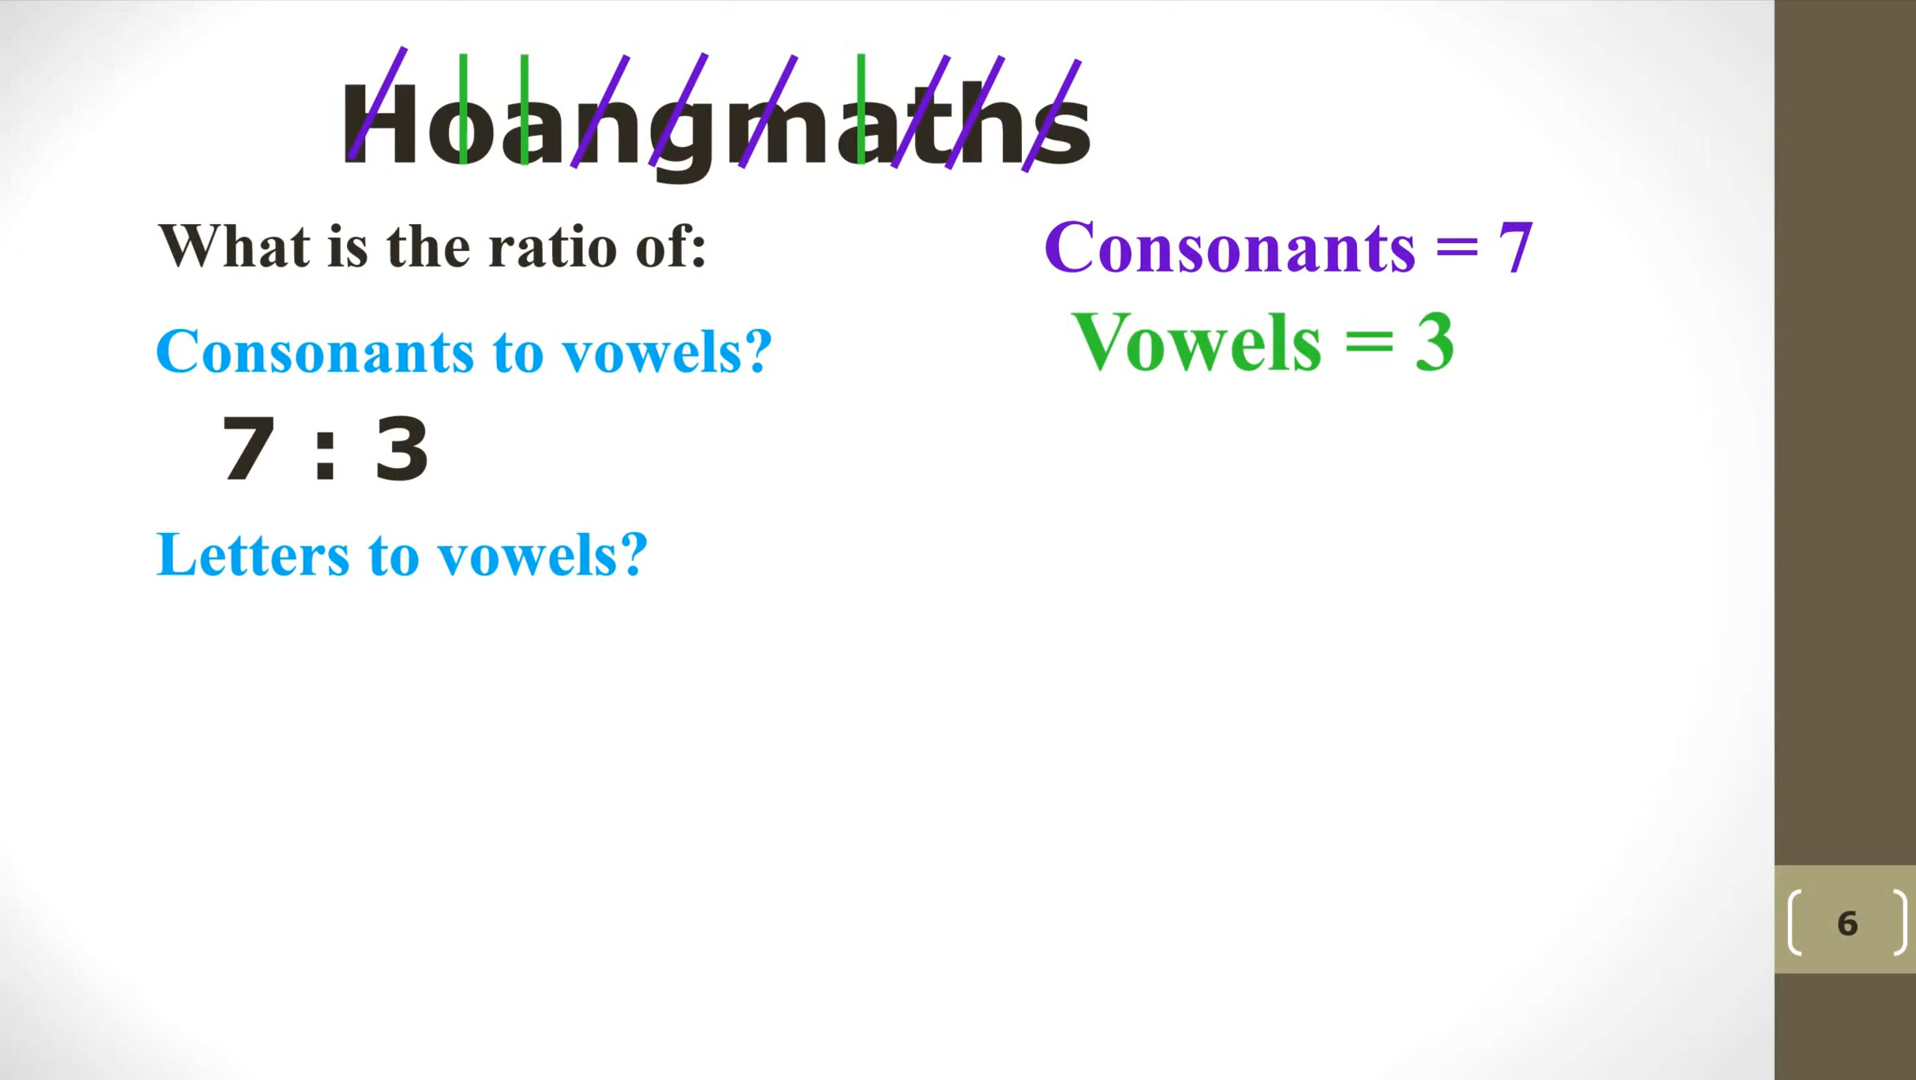 Hoangmaths
What is the ratio of:
Consonants = 7
Consonants to vowels?
Vowels = 3
7 : 3
Letters to vowels?
6